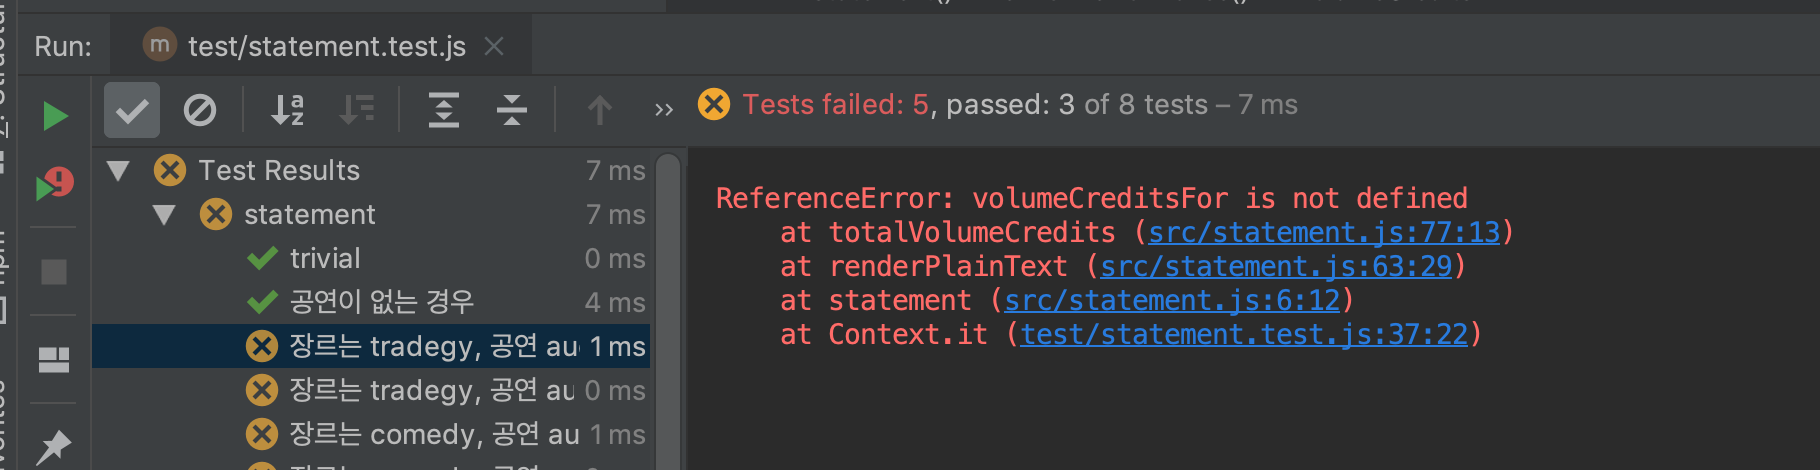 Run: test/statement.test.js
Tests failed: 5, passed: 3 of 8 tests – 7 ms
Test Results 7 ms
statement 7 ms
trivial 0 ms
공연이 없는 경우 4 ms
장르는 tradegy, 공연 au 1 ms
장르는 tradegy, 공연 au 0 ms
장르는 comedy, 공연 au 1 ms
ReferenceError: volumeCreditsFor is not defined
at totalVolumeCredits (src/statement.js:77:13)
at renderPlainText (src/statement.js:63:29)
at statement (src/statement.js:6:12)
at Context.it (test/statement.test.js:37:22)